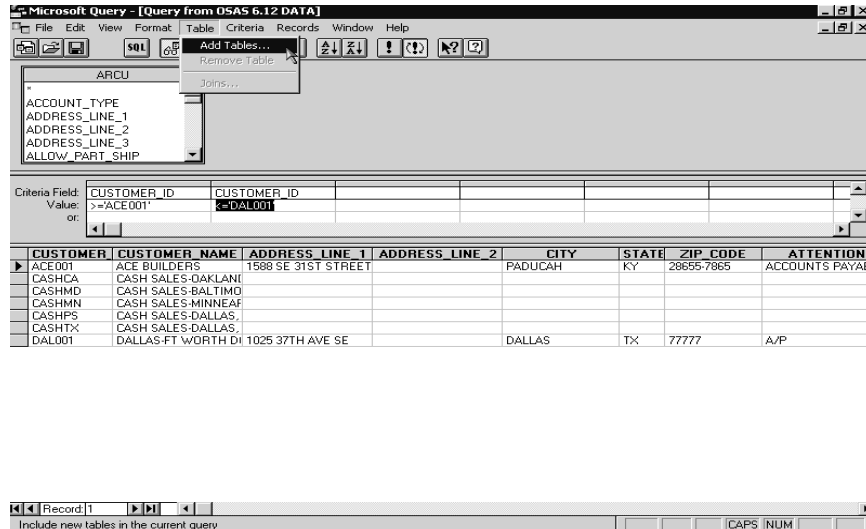 Microsoft Query - [Query from OSAS 6.12 DATA]
File Edit View Format Table Criteria Records Window Help
SQL
Add Tables...
Remove Table
Joins...
ARCU
*
ACCOUNT_TYPE
ADDRESS_LINE_1
ADDRESS_LINE_2
ADDRESS_LINE_3
ALLOW_PART_SHIP
Criteria Field: CUSTOMER_ID CUSTOMER_ID
Value: >='ACE001' <='DAL001'
or:
CUSTOMER_ CUSTOMER_NAME ADDRESS_LINE_1 ADDRESS_LINE_2 CITY STATE ZIP_CODE ATTENTION
ACE001 ACE BUILDERS 1588 SE 31ST STREET PADUCAH KY 28655-7865 ACCOUNTS PAYAB
CASHCA CASH SALES-OAKLAND
CASHMD CASH SALES-BALTIMO
CASHMN CASH SALES-MINNEAP
CASHPS CASH SALES-DALLAS,
CASHTX CASH SALES-DALLAS,
DAL001 DALLAS-FT WORTH DI 1025 37TH AVE SE DALLAS TX 77777 A/P
Record: 1
Include new tables in the current query CAPS NUM